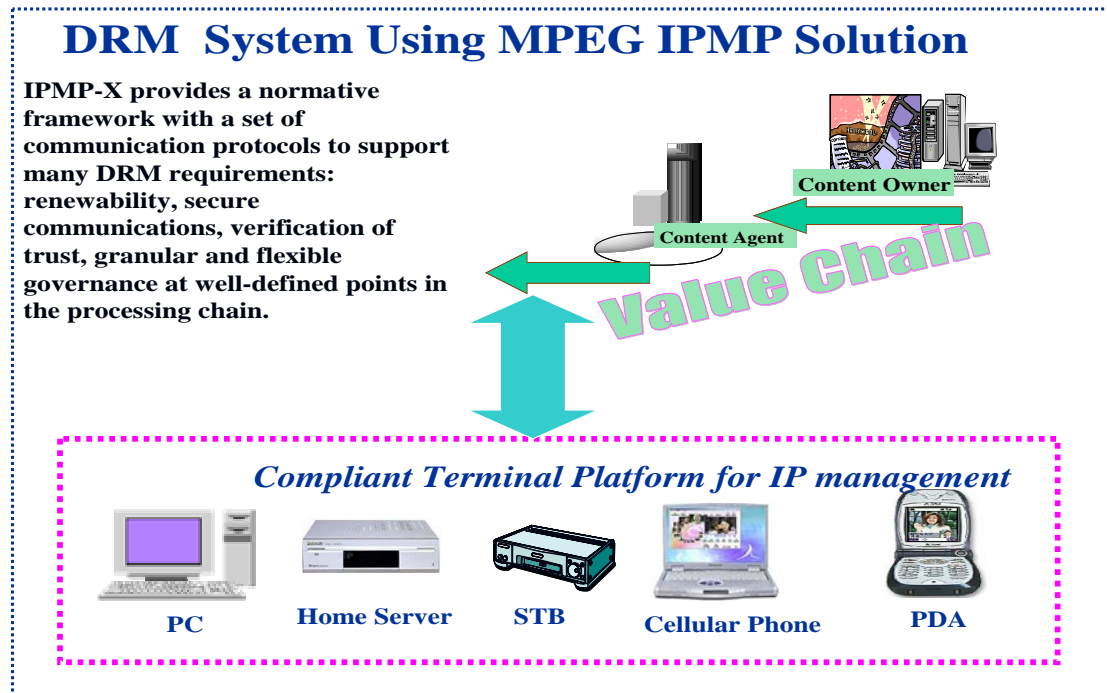 DRM System Using MPEG IPMP Solution
IPMP-X provides a normative
framework with a set of
communication protocols to support
many DRM requirements:
renewability, secure
communications, verification of
trust, granular and flexible
governance at well-defined points in
the processing chain.
Content Owner
Content Agent
Value Chain
Compliant Terminal Platform for IP management
PC
Home Server
STB
Cellular Phone
PDA